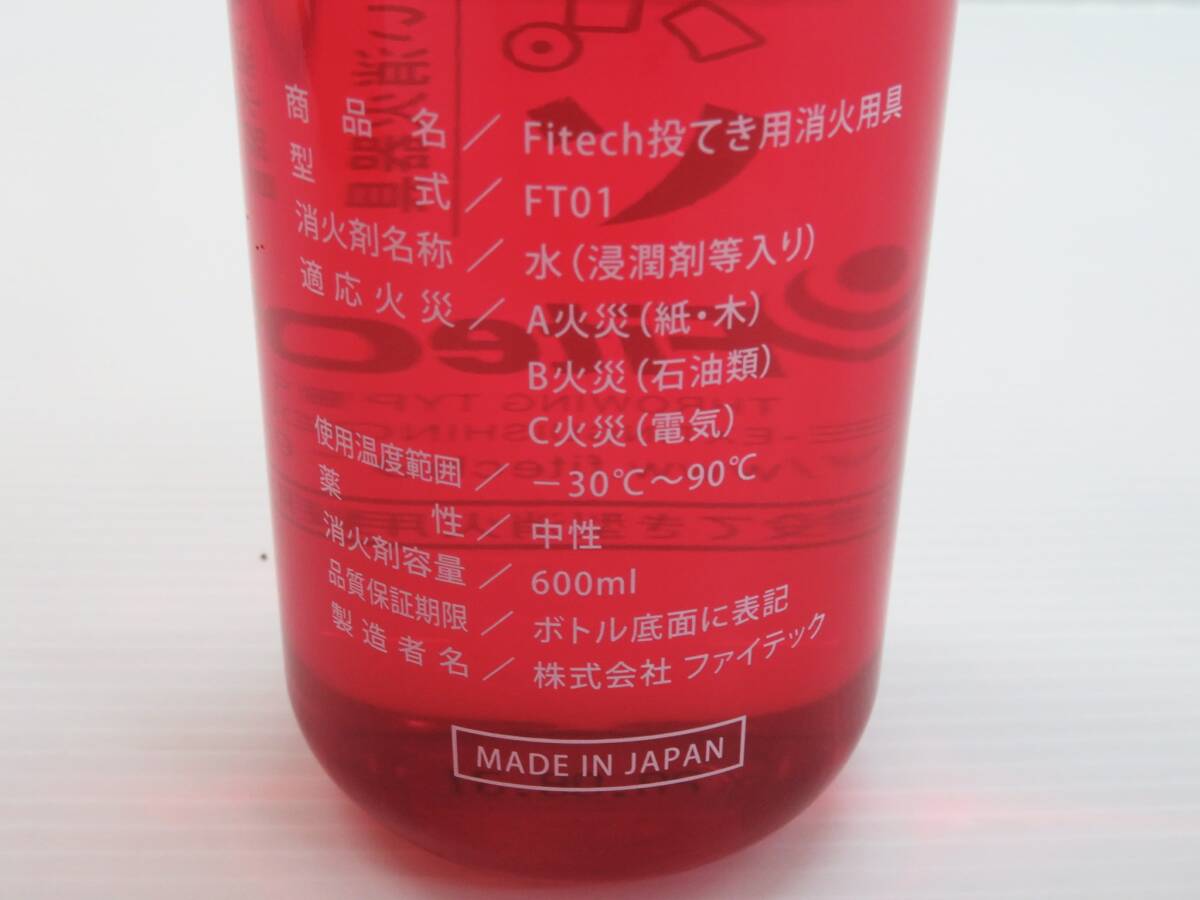 商品名／Fitech投てき用消火用具
型式／FT01
消火剤名称／水（浸潤剤等入り）
適応火災／A火災（紙・木）
B火災（石油類）
C火災（電気）
使用温度範囲／－30℃～90℃
薬性／中性
消火剤容量／600ml
品質保証期限／ボトル底面に表記
製造者名／株式会社 ファイテック
MADE IN JAPAN